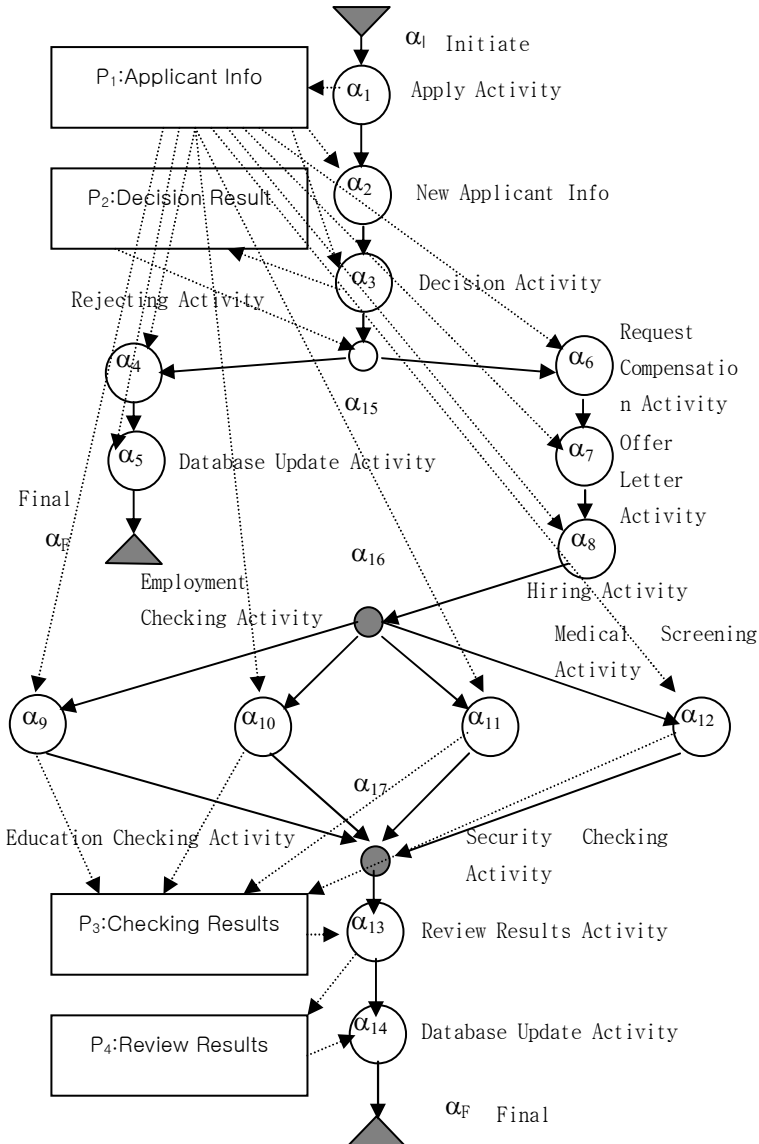 αI Initiate
P1:Applicant Info
α1
Apply Activity
α2
New Applicant Info
P2:Decision Result
α3
Decision Activity
Rejecting Activity
α4
α6
Request
Compensatio
n Activity
α15
α5
Database Update Activity
α7
Offer
Letter
Activity
Final
αF
α8
α16
Hiring Activity
Employment
Checking Activity
Medical Screening
Activity
α9
α10
α11
α12
α17
Education Checking Activity
Security Checking
Activity
P3:Checking Results
α13
Review Results Activity
α14
Database Update Activity
P4:Review Results
αF Final